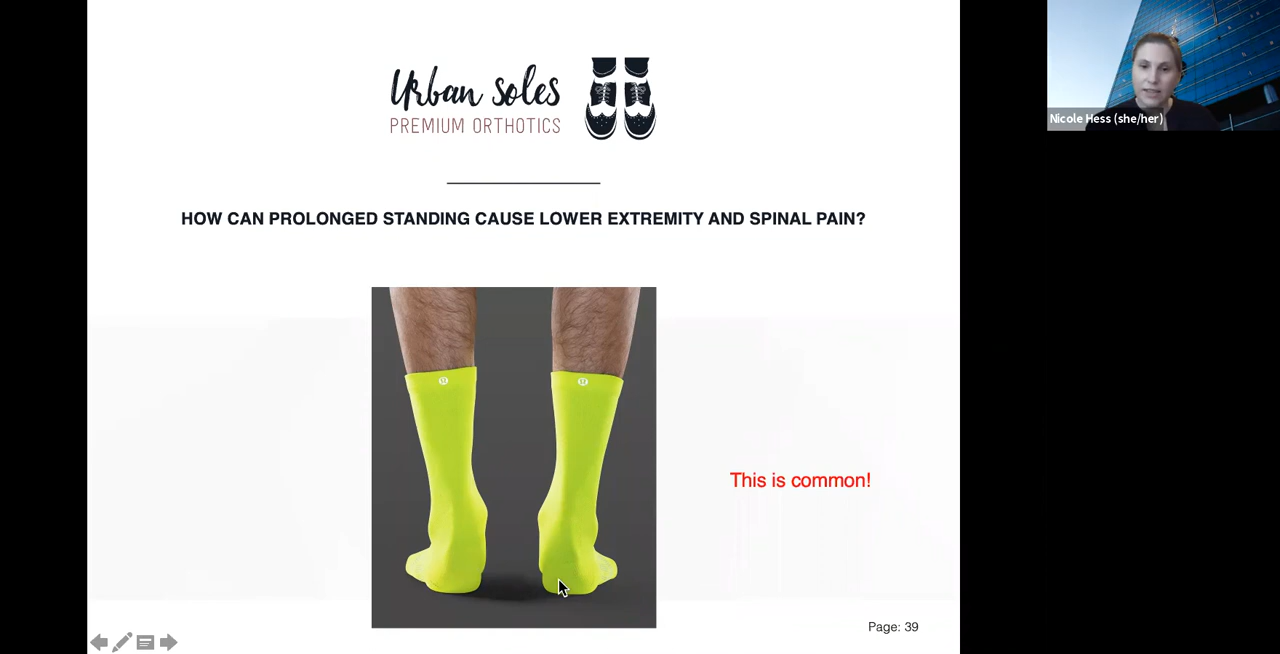 Urban soles
PREMIUM ORTHOTICS
Nicole Hess (she/her)
HOW CAN PROLONGED STANDING CAUSE LOWER EXTREMITY AND SPINAL PAIN?
This is common!
Page: 39